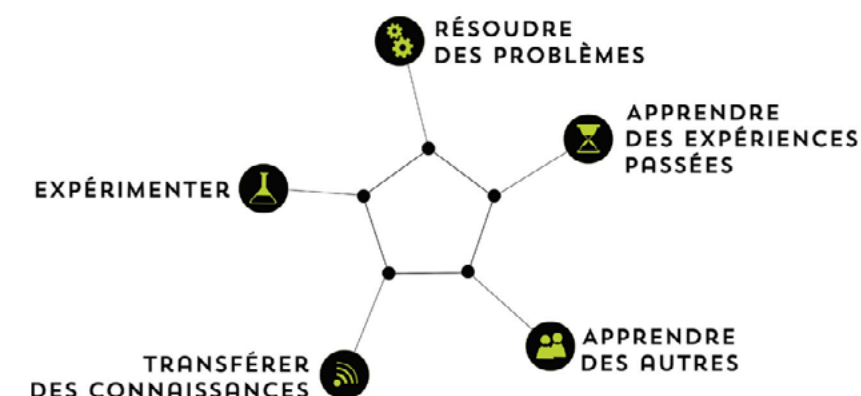 RÉSOUDRE
DES PROBLÈMES
APPRENDRE
DES EXPÉRIENCES
PASSÉES
EXPÉRIMENTER
APPRENDRE
DES AUTRES
TRANSFÉRER
DES CONNAISSANCES